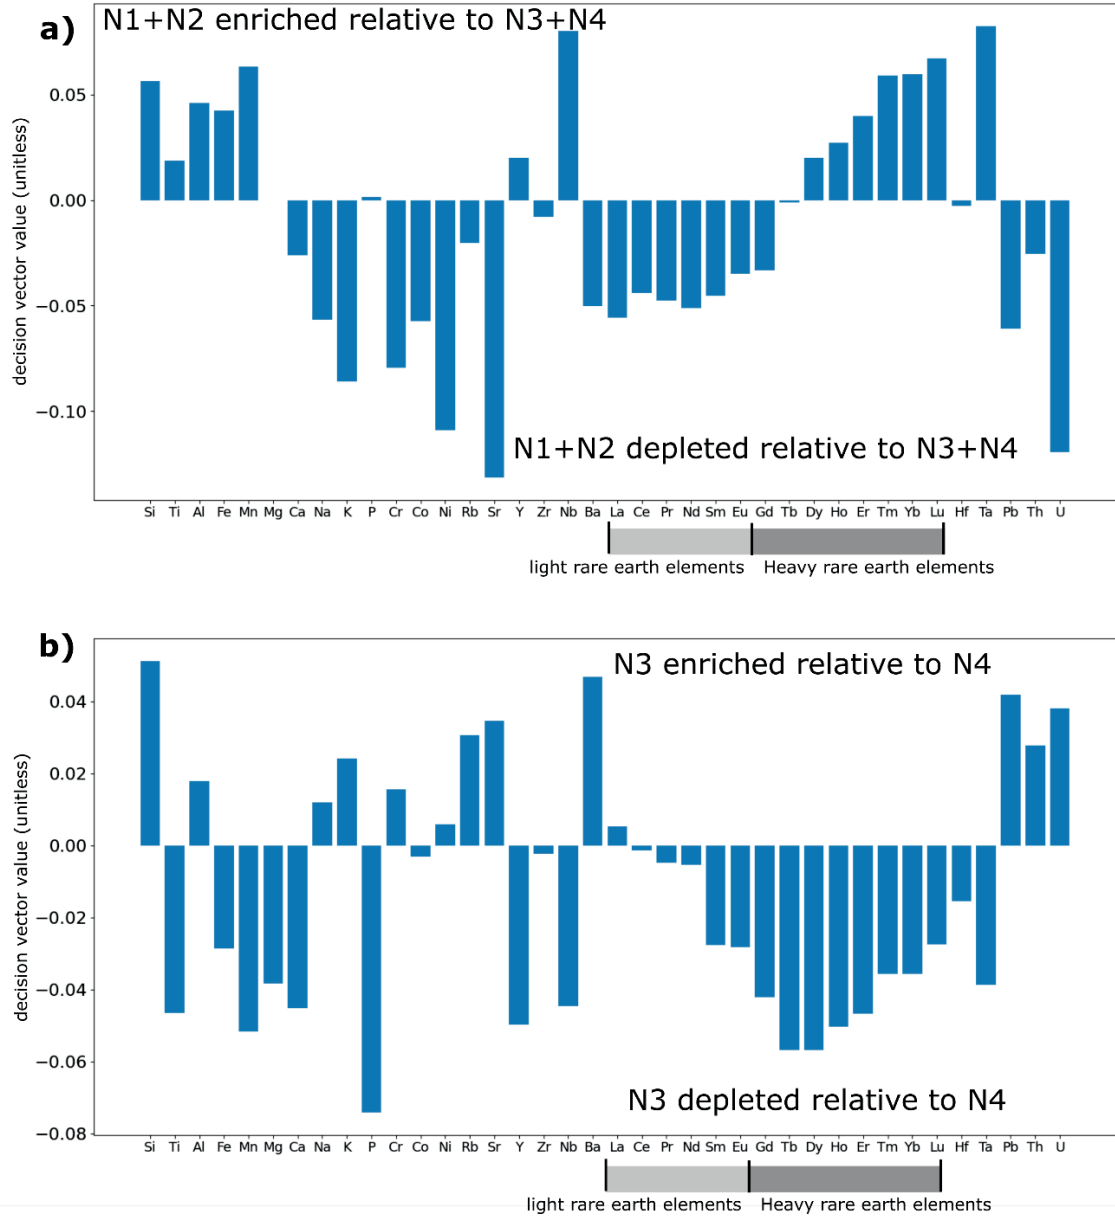 a)
N1+N2 enriched relative to N3+N4
decision vector value (unitless)
0.05
0.00
−0.05
−0.10
N1+N2 depleted relative to N3+N4
Si Ti Al Fe Mn Mg Ca Na K P Cr Co Ni Rb Sr Y Zr Nb Ba La Ce Pr Nd Sm Eu Gd Tb Dy Ho Er Tm Yb Lu Hf Ta Pb Th U
light rare earth elements Heavy rare earth elements
b)
N3 enriched relative to N4
decision vector value (unitless)
0.04
0.02
0.00
−0.02
−0.04
−0.06
−0.08
N3 depleted relative to N4
Si Ti Al Fe Mn Mg Ca Na K P Cr Co Ni Rb Sr Y Zr Nb Ba La Ce Pr Nd Sm Eu Gd Tb Dy Ho Er Tm Yb Lu Hf Ta Pb Th U
light rare earth elements Heavy rare earth elements